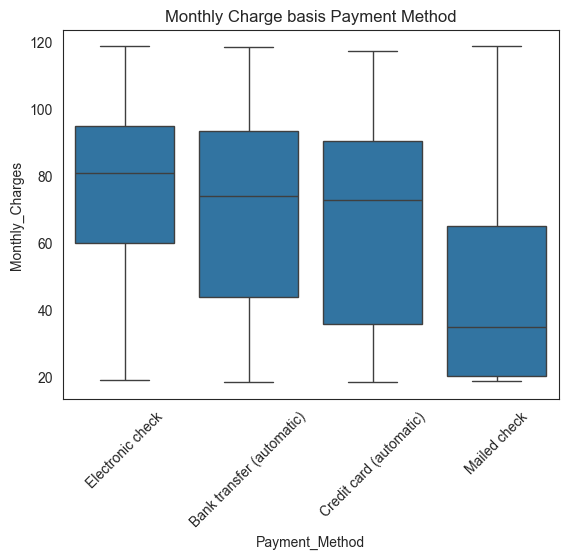 Monthly Charge basis Payment Method
Monthly_Charges
120
100
80
60
40
20
Electronic check
Bank transfer (automatic)
Credit card (automatic)
Mailed check
Payment_Method